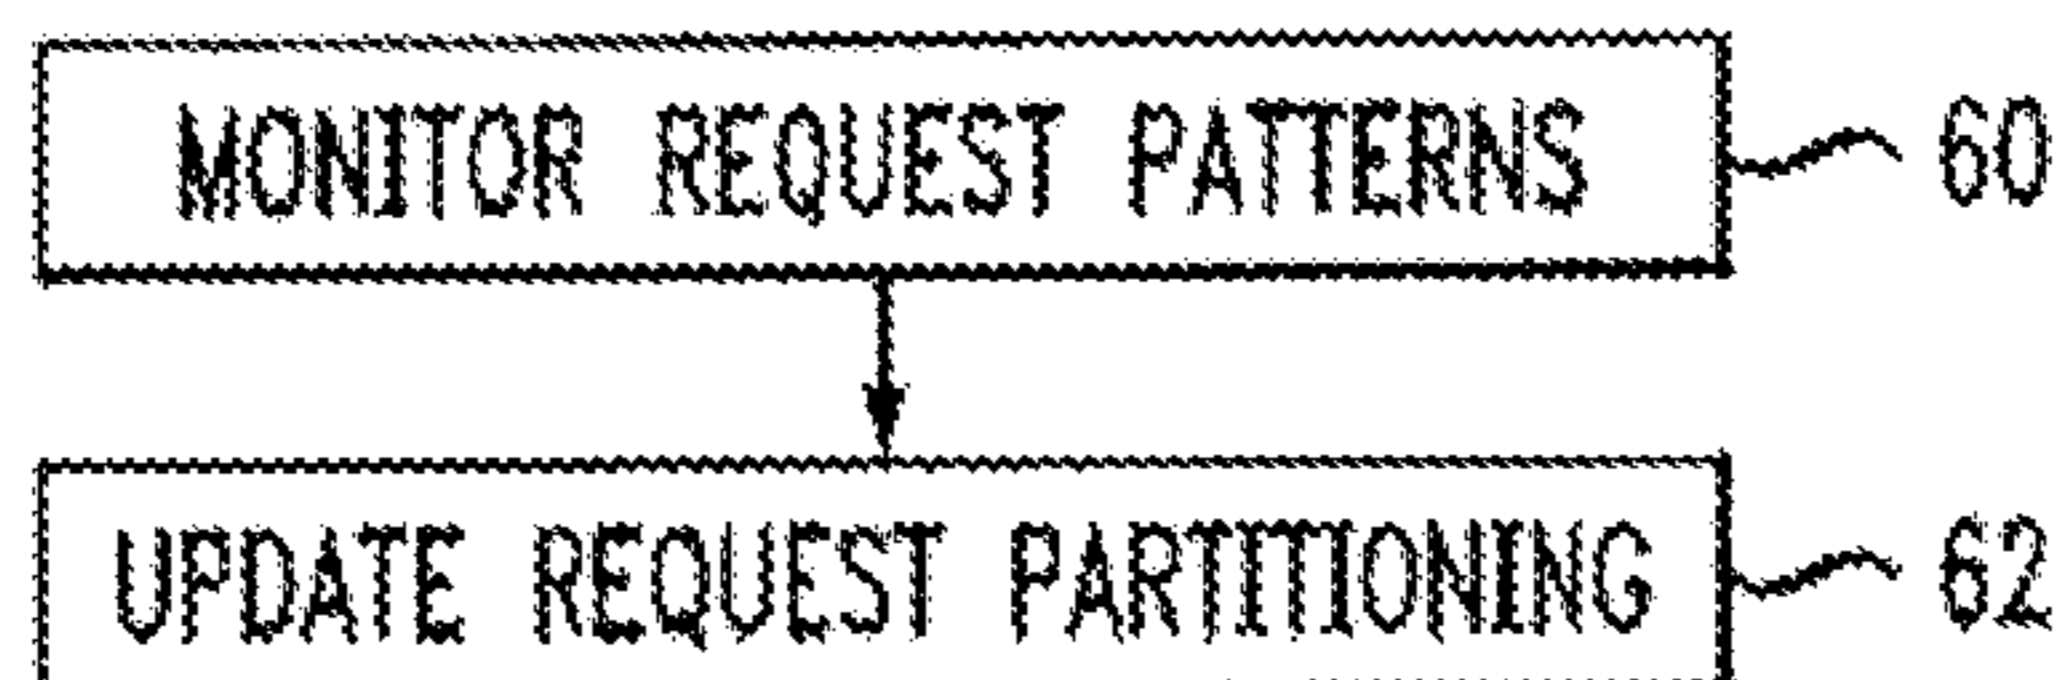 MONITOR REQUEST PATTERNS 60
UPDATE REQUEST PARTITIONING 62